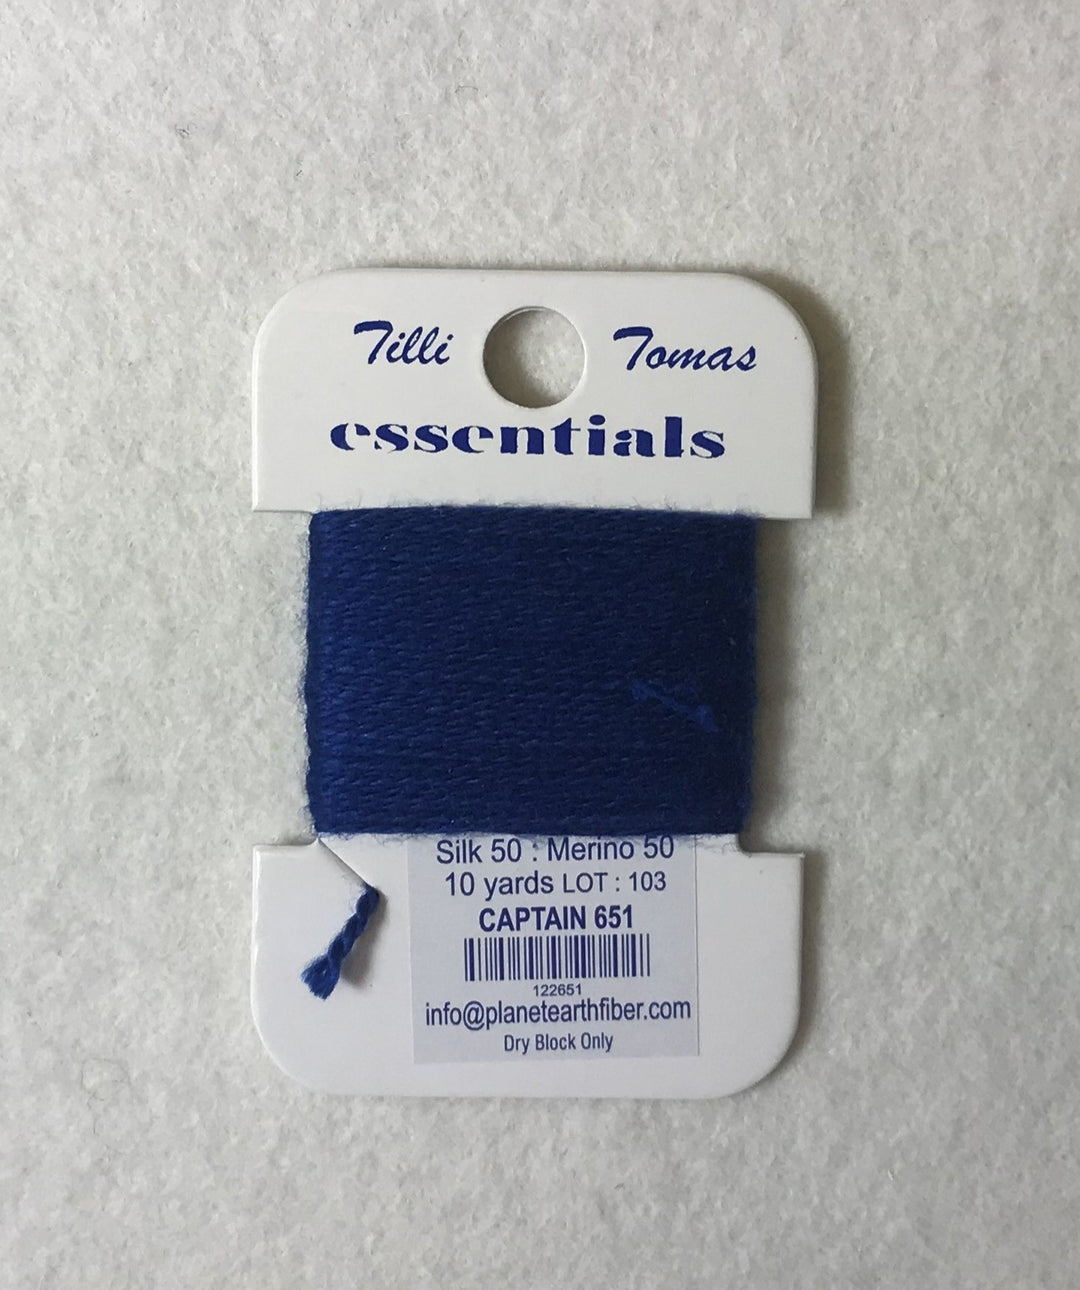 Tilli Tomas
essentials
Silk 50 : Merino 50
10 yards LOT : 103
CAPTAIN 651
122651
info@planetearthfiber.com
Dry Block Only